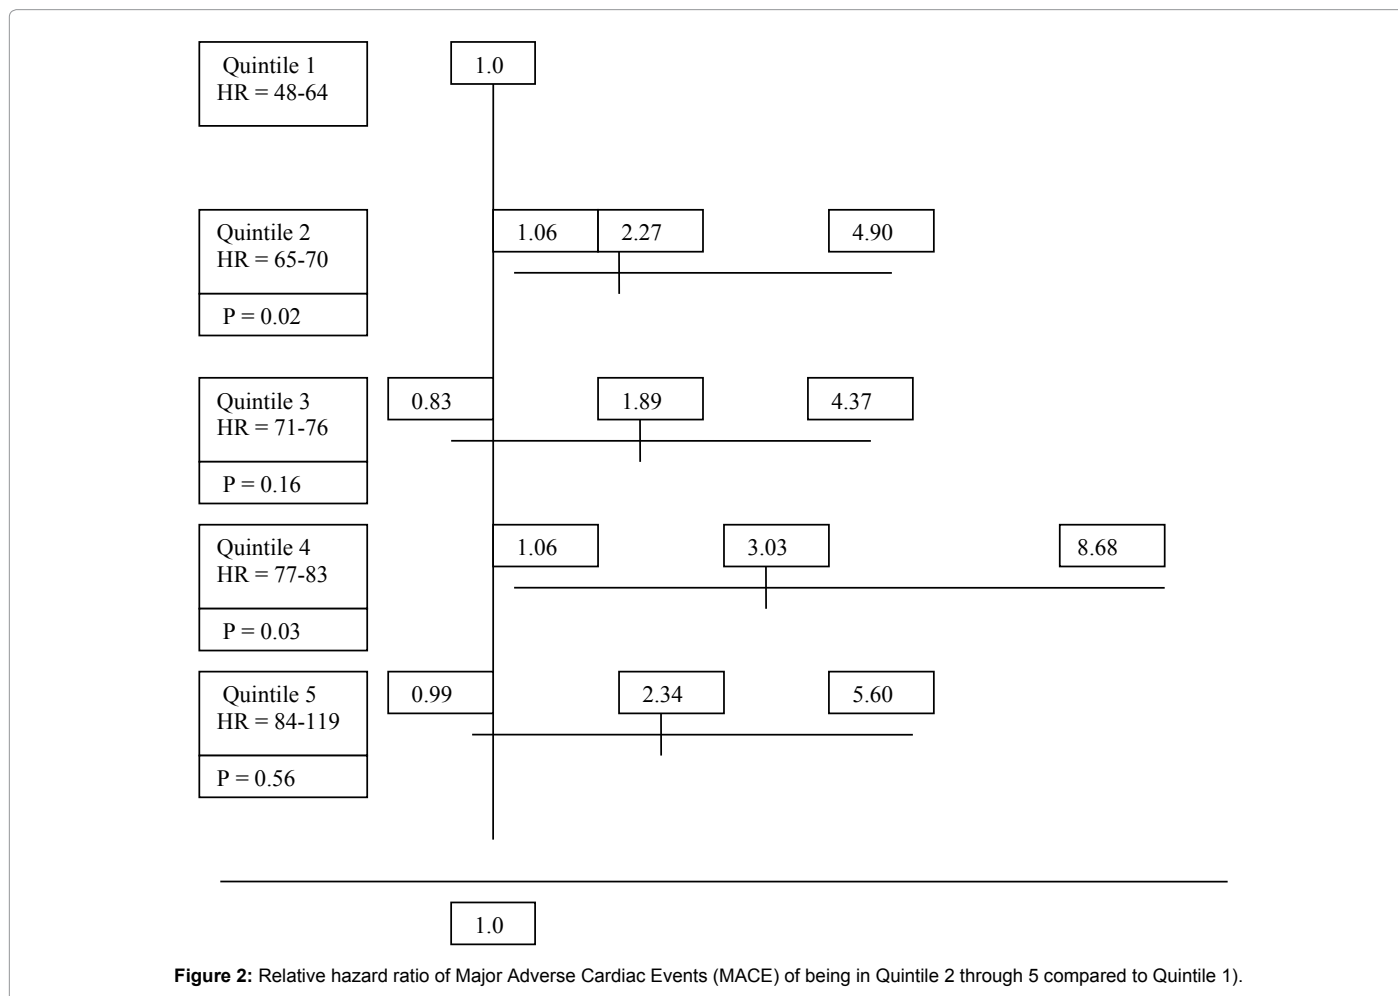 Quintile 1
HR = 48-64
1.0
Quintile 2
HR = 65-70
P = 0.02
1.06
2.27
4.90
Quintile 3
HR = 71-76
P = 0.16
0.83
1.89
4.37
Quintile 4
HR = 77-83
P = 0.03
1.06
3.03
8.68
Quintile 5
HR = 84-119
P = 0.56
0.99
2.34
5.60
1.0
Figure 2: Relative hazard ratio of Major Adverse Cardiac Events (MACE) of being in Quintile 2 through 5 compared to Quintile 1).